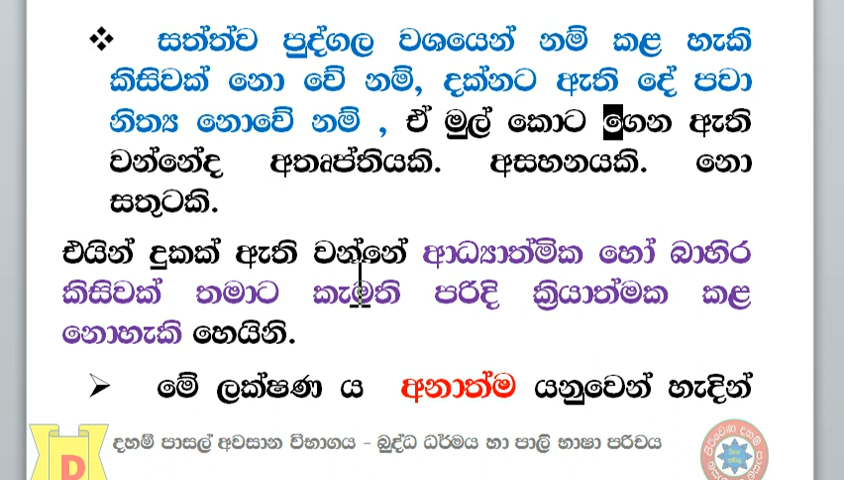 ❖ සත්ත්ව පුද්ගල වශයෙන් නම් කළ හැකි
කිසිවක් නො වේ නම්, දක්නට ඇති දේ පවා
නිත්‍ය නොවේ නම් , ඒ මුල් කොට ගෙන ඇති
වන්නේද අතෘප්තියකි. අසහනයකි. නො
සතුටකි.
එයින් දුකක් ඇති වන්නේ ආධ්‍යාත්මික හෝ බාහිර
කිසිවක් තමාට කැමති පරිදි ක්‍රියාත්මක කළ
නොහැකි හෙයිනි.
➢ මේ ලක්ෂණ ය අනාත්ම යනුවෙන් හැදින්
දහම් පාසල් අවසාන විභාගය - බුද්ධ ධර්මය හා පාලි භාෂා පරිචය
D